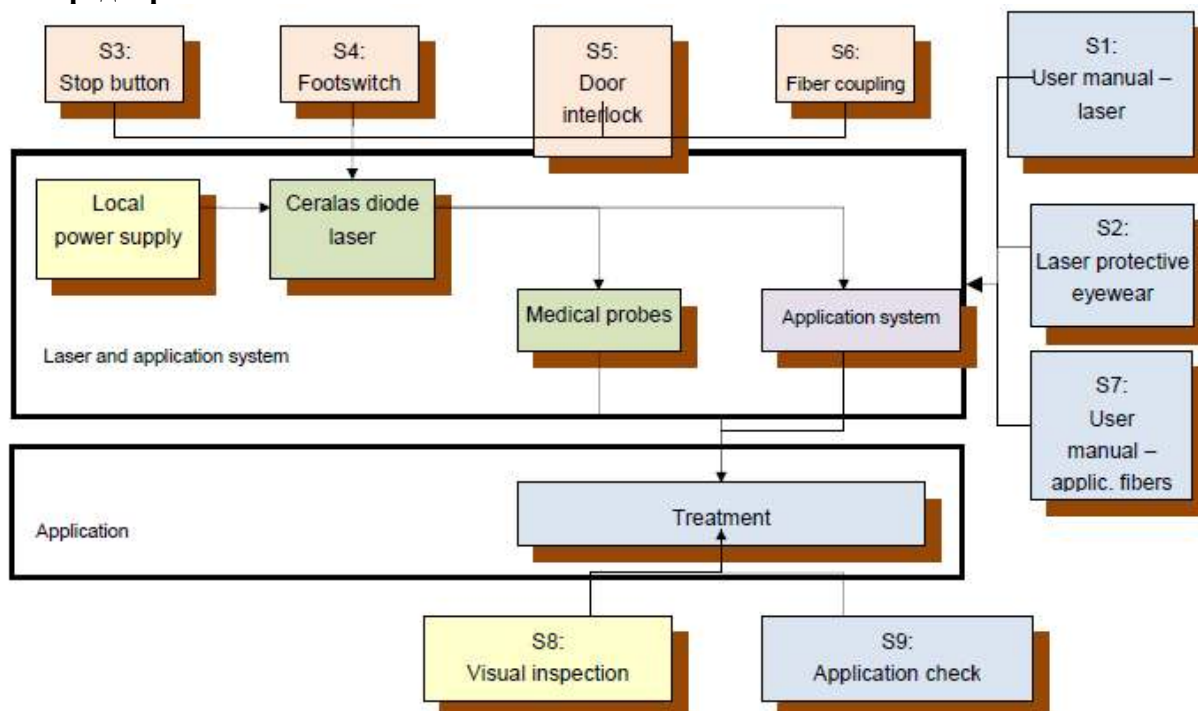 S3:
Stop button
S4:
Footswitch
S5:
Door
interlock
S6:
Fiber coupling
S1:
User manual –
laser
Local
power supply
Ceralas diode
laser
S2:
Laser protective
eyewear
Medical probes
Application system
Laser and application system
S7:
User
manual –
applic. fibers
Treatment
Application
S8:
Visual inspection
S9:
Application check